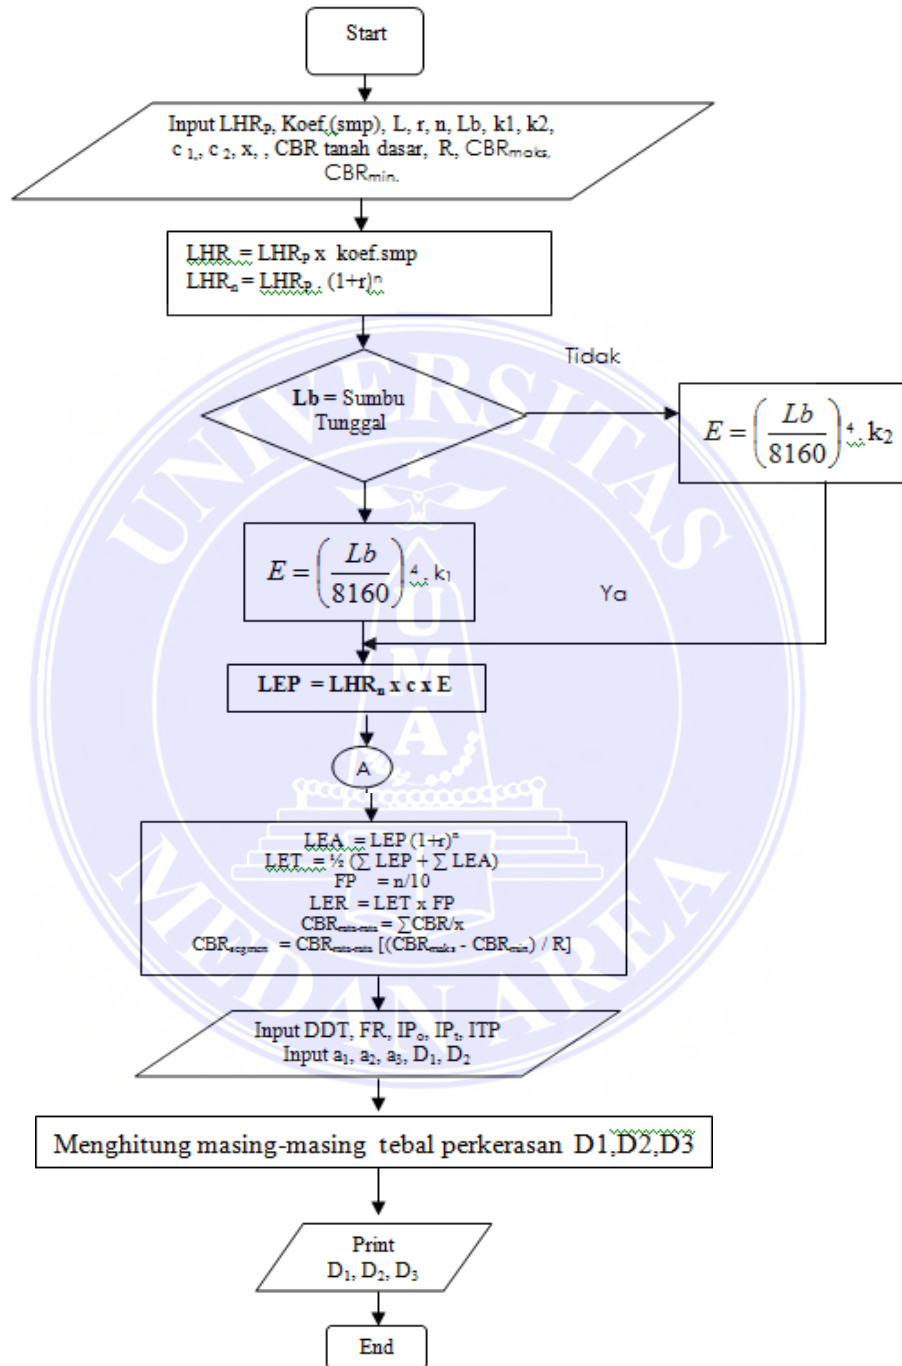 Start
Input LHRP, Koef.(smp), L, r, n, Lb, k1, k2,
c 1,, c 2, x, , CBR tanah dasar, R, CBRmaks,
CBRmin.
LHR = LHRP x koef.smp
LHRn = LHRP . (1+r)^n
Tidak
Lb = Sumbu
Tunggal
E = (Lb/8160)^4 . k2
E = (Lb/8160)^4 . k1
Ya
LEP = LHRn x c x E
A
LEA = LEP (1+r)^n
LET = ½ (∑ LEP + ∑ LEA)
FP = n/10
LER = LET x FP
CBRrata-rata = ∑CBR/x
CBRsegmen = CBRrata-rata [(CBRmaks - CBRmin) / R]
Input DDT, FR, IPo, IPt, ITP
Input a1, a2, a3, D1, D2
Menghitung masing-masing tebal perkerasan D1,D2,D3
Print
D1, D2, D3
End
UNIVERSITAS
UMA
MEDAN AREA